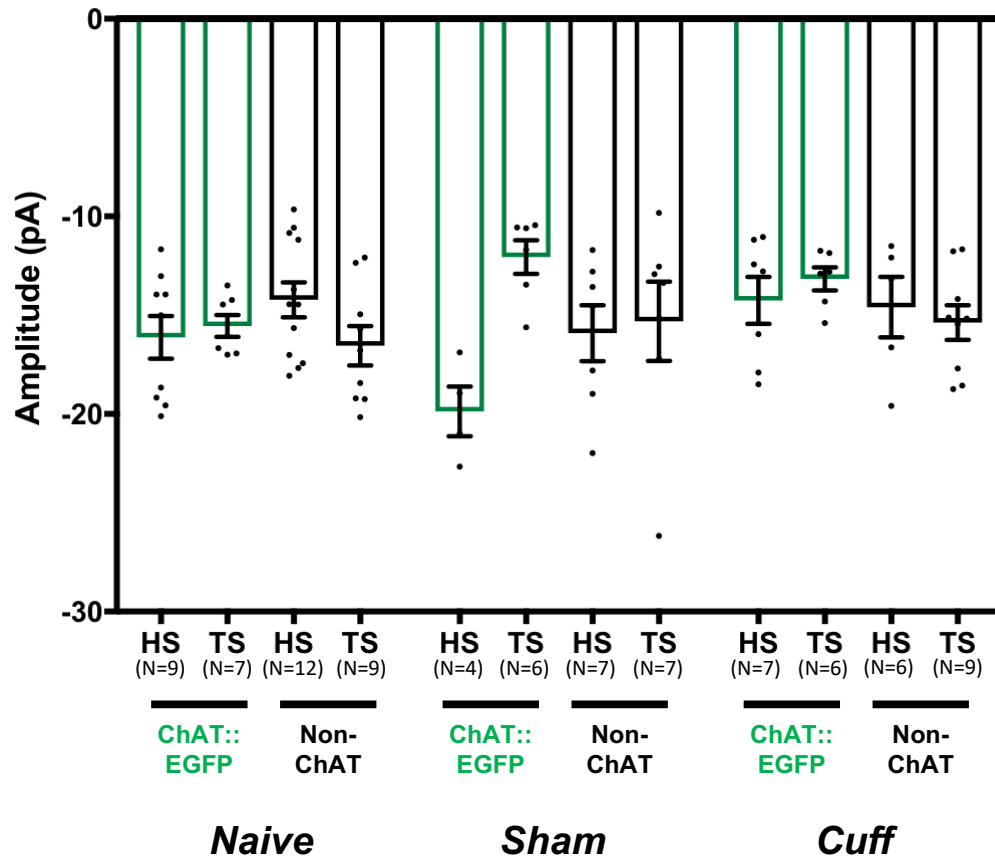 0
-10
-20
-30
Amplitude (pA)
HS TS HS TS HS TS HS TS HS TS HS TS
(N=9) (N=7) (N=12) (N=9) (N=4) (N=6) (N=7) (N=7) (N=7) (N=6) (N=6) (N=9)
ChAT:: Non- ChAT:: Non- ChAT:: Non-
EGFP ChAT EGFP ChAT EGFP ChAT
Naive Sham Cuff